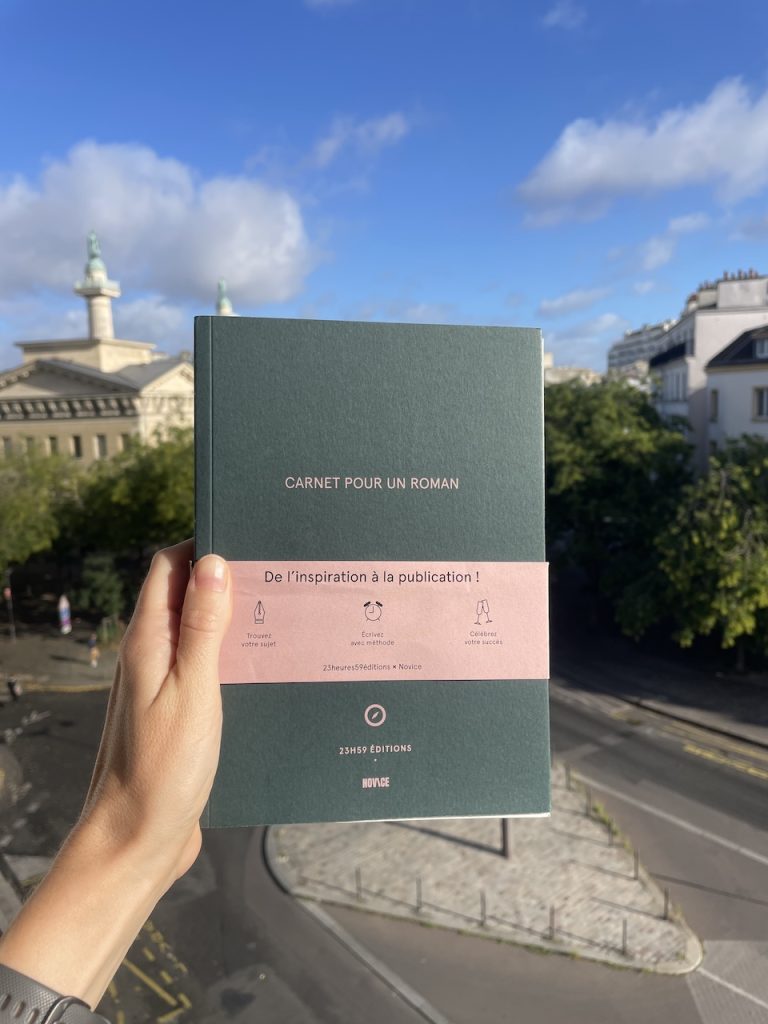 CARNET POUR UN ROMAN
De l'inspiration à la publication !
Trouvez
votre sujet
Écrivez
avec méthode
Célébrez
votre succès
23heures59éditions × Novice
23H59 ÉDITIONS
NOVICE